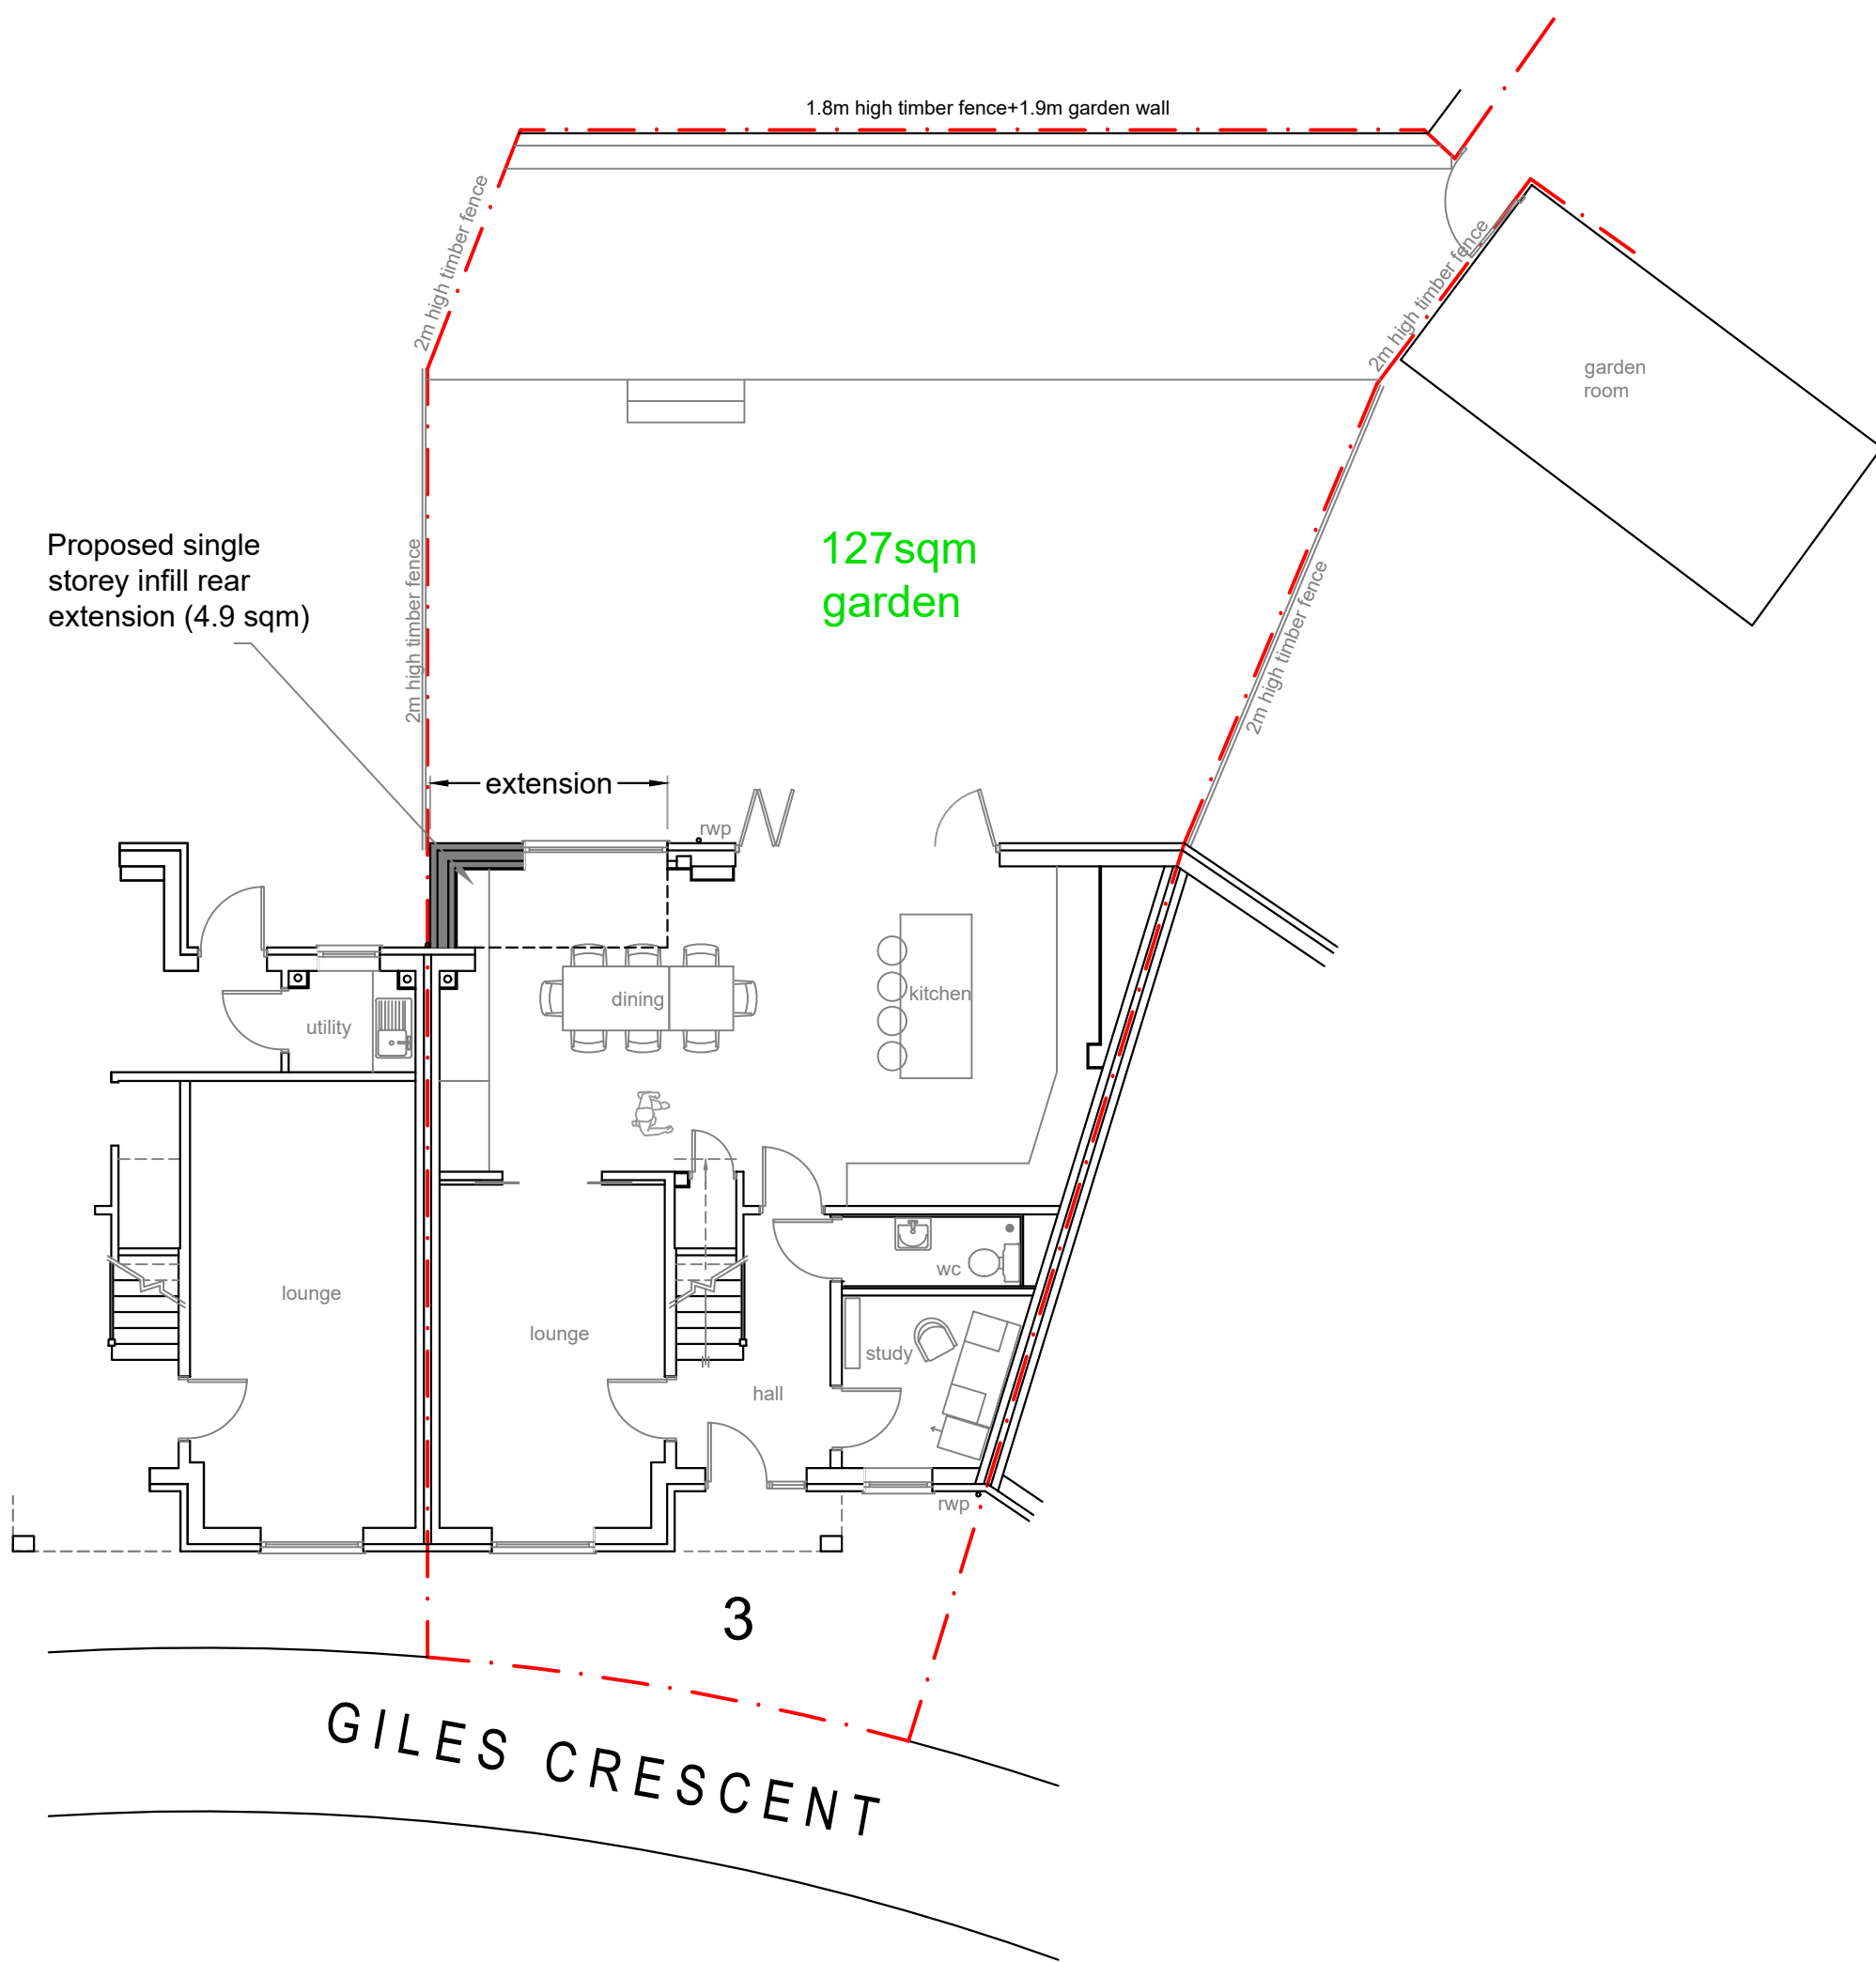 1.8m high timber fence+1.9m garden wall
2m high timber fence
2m high timber fence
garden
room
Proposed single
storey infill rear
extension (4.9 sqm)
2m high timber fence
127sqm
garden
2m high timber fence
extension
rwp
dining
kitchen
utility
wc
lounge
lounge
study
hall
rwp
3
GILES CRESCENT